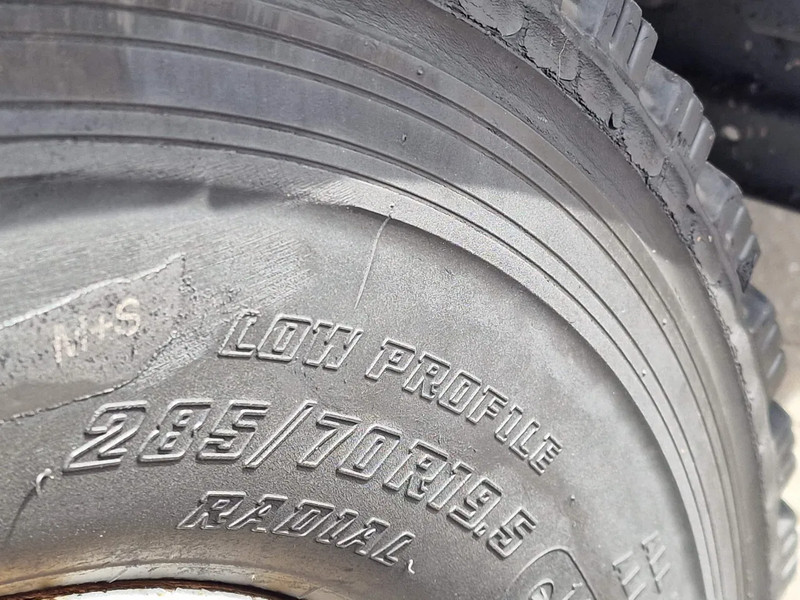 M+S
LOW PROFILE
285/70R19.5
RADIAL